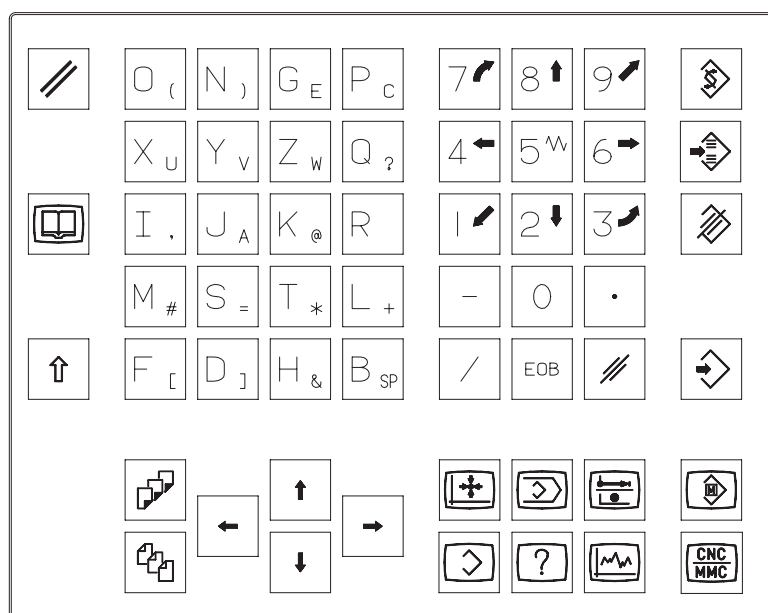 O ( N ) G E P C 7 8 9
X U Y V Z W Q ? 4 5 6
I , J A K @ R 1 2 3
M # S = T * L + - 0 .
F [ D ] H & B SP / EOB
M
? CNC
MMC